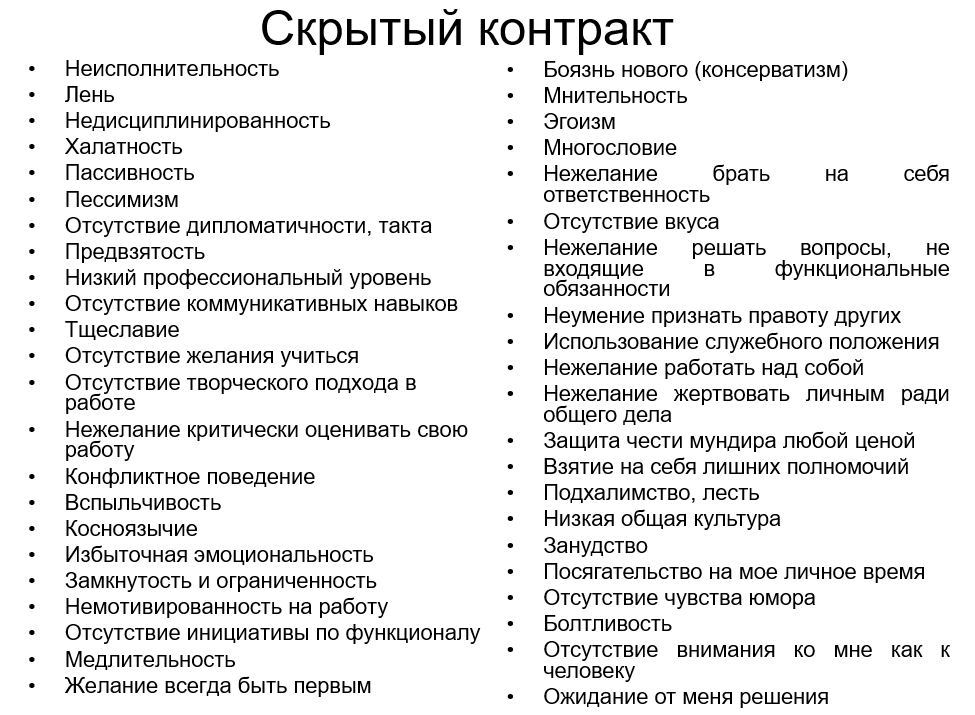 Скрытый контракт
• Неисполнительность
• Лень
• Недисциплинированность
• Халатность
• Пассивность
• Пессимизм
• Отсутствие дипломатичности, такта
• Предвзятость
• Низкий профессиональный уровень
• Отсутствие коммуникативных навыков
• Тщеславие
• Отсутствие желания учиться
• Отсутствие творческого подхода в
работе
• Нежелание критически оценивать свою
работу
• Конфликтное поведение
• Вспыльчивость
• Косноязычие
• Избыточная эмоциональность
• Замкнутость и ограниченность
• Немотивированность на работу
• Отсутствие инициативы по функционалу
• Медлительность
• Желание всегда быть первым
• Боязнь нового (консерватизм)
• Мнительность
• Эгоизм
• Многословие
• Нежелание брать на себя
ответственность
• Отсутствие вкуса
• Нежелание решать вопросы, не
входящие в функциональные
обязанности
• Неумение признать правоту других
• Использование служебного положения
• Нежелание работать над собой
• Нежелание жертвовать личным ради
общего дела
• Защита чести мундира любой ценой
• Взятие на себя лишних полномочий
• Подхалимство, лесть
• Низкая общая культура
• Занудство
• Посягательство на мое личное время
• Отсутствие чувства юмора
• Болтливость
• Отсутствие внимания ко мне как к
человеку
• Ожидание от меня решения